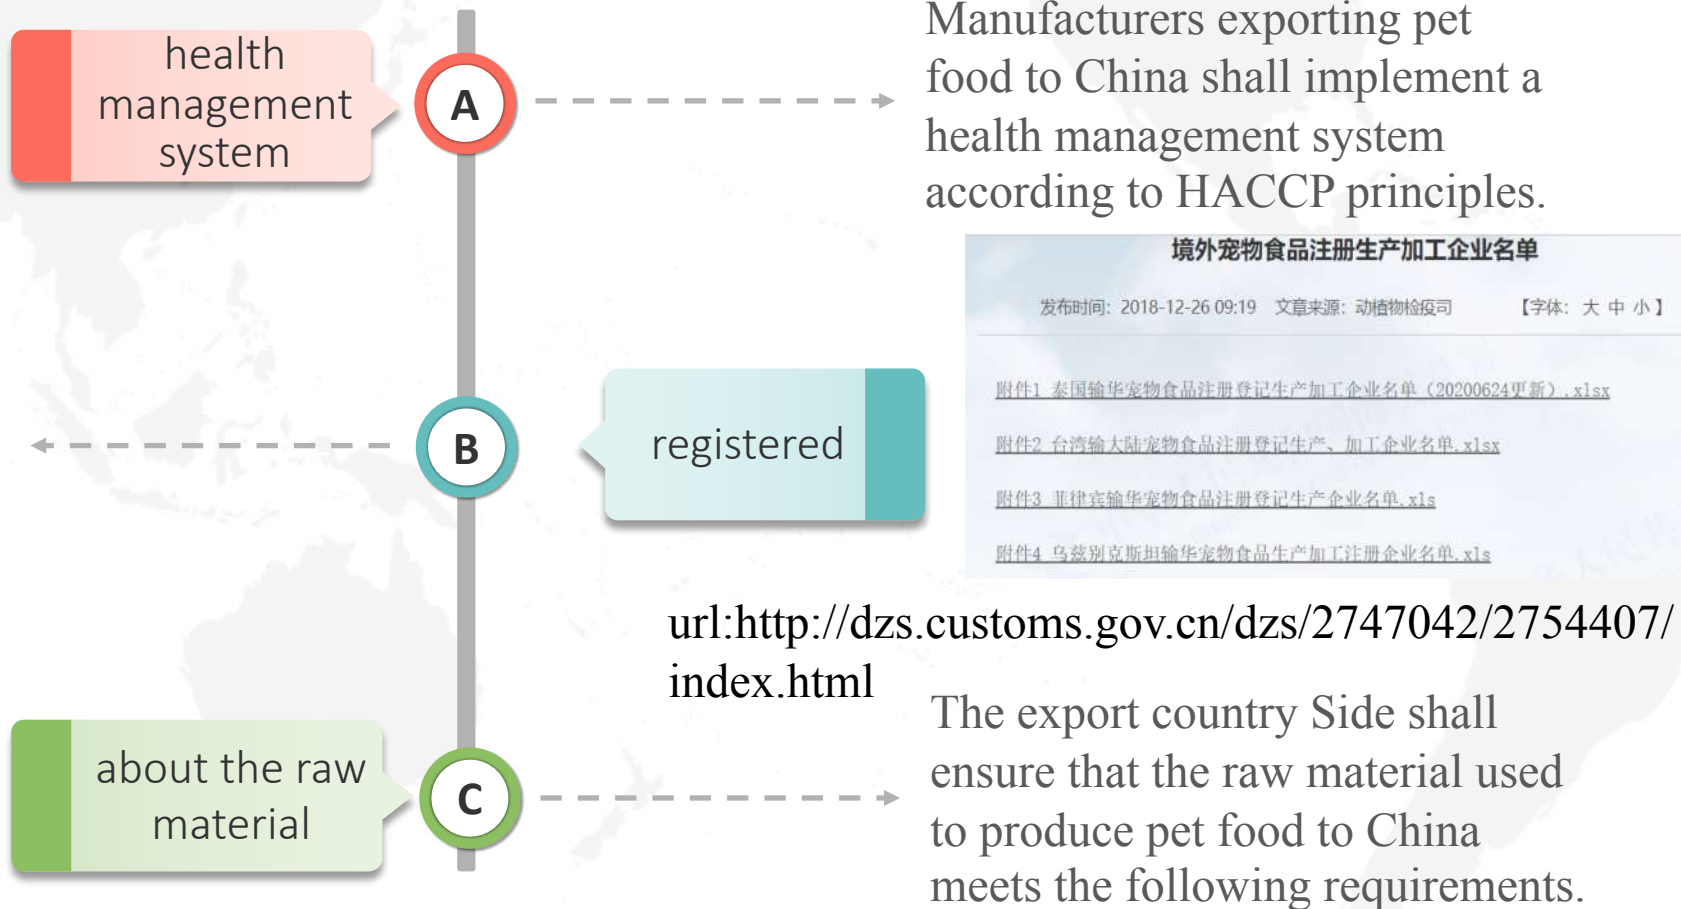 health
management
system
A
Manufacturers exporting pet
food to China shall implement a
health management system
according to HACCP principles.
境外宠物食品注册生产加工企业名单
发布时间：2018-12-26 09:19 文章来源：动植物检疫司 【字体：大 中 小】
附件1 泰国输华宠物食品注册登记生产加工企业名单（20200624更新）.xlsx
附件2 台湾输大陆宠物食品注册登记生产、加工企业名单.xlsx
附件3 菲律宾输华宠物食品注册登记生产企业名单.xls
附件4 乌兹别克斯坦输华宠物食品生产加工注册企业名单.xls
B
registered
url:http://dzs.customs.gov.cn/dzs/2747042/2754407/
index.html
about the raw
material
C
The export country Side shall
ensure that the raw material used
to produce pet food to China
meets the following requirements.